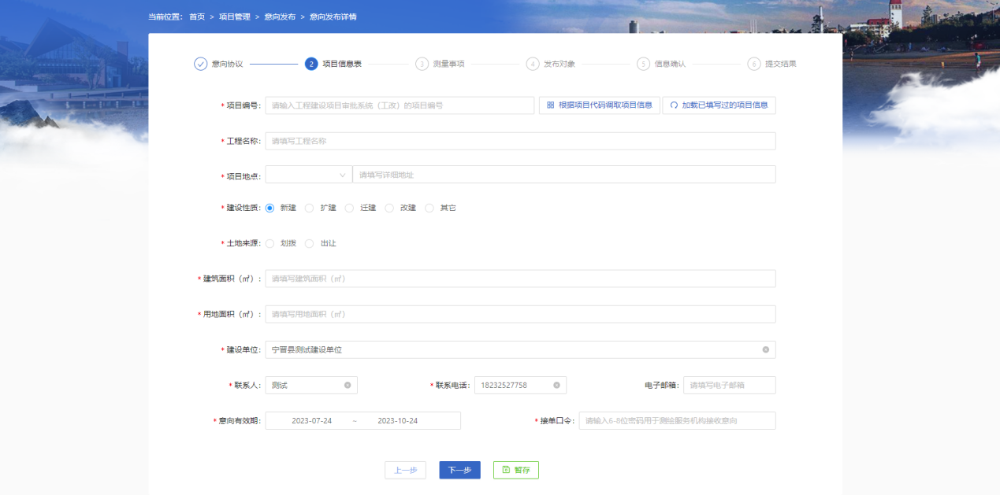 当前位置： 首页 > 项目管理 > 意向发布 > 意向发布详情
意向协议 2 项目信息表 3 测量事项 4 发布对象 5 信息确认 6 提交结果
* 项目编号： 请输入工程建设项目审批系统（工改）的项目编号 根据项目代码调取项目信息 加载已填写过的项目信息
* 工程名称： 请填写工程名称
* 项目地点： 请填写详细地址
* 建设性质： 新建 扩建 迁建 改建 其它
* 土地来源： 划拨 出让
* 建筑面积（㎡）： 请填写建筑面积（㎡）
* 用地面积（㎡）： 请填写用地面积（㎡）
* 建设单位： 宁晋县测试建设单位
* 联系人： 测试 * 联系电话： 18232527758 电子邮箱： 请填写电子邮箱
* 意向有效期： 2023-07-24 ~ 2023-10-24 * 接单口令： 请输入6-8位密码用于测绘服务机构接收意向
上一步 下一步 暂存